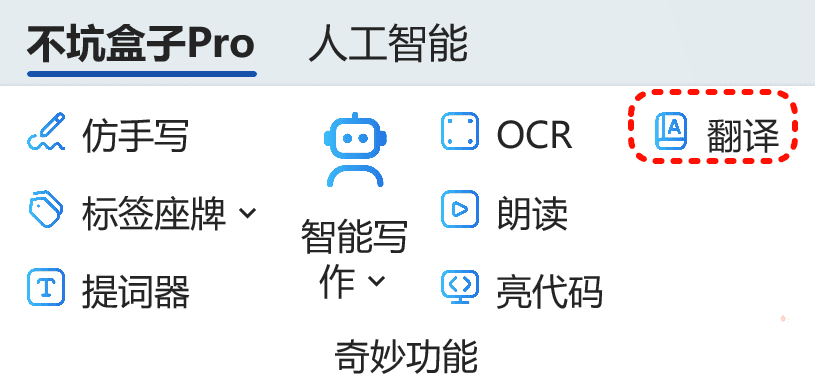 不坑盒子Pro 人工智能
仿手写
标签座牌
提词器
智能写
作
OCR
朗读
亮代码
翻译
奇妙功能